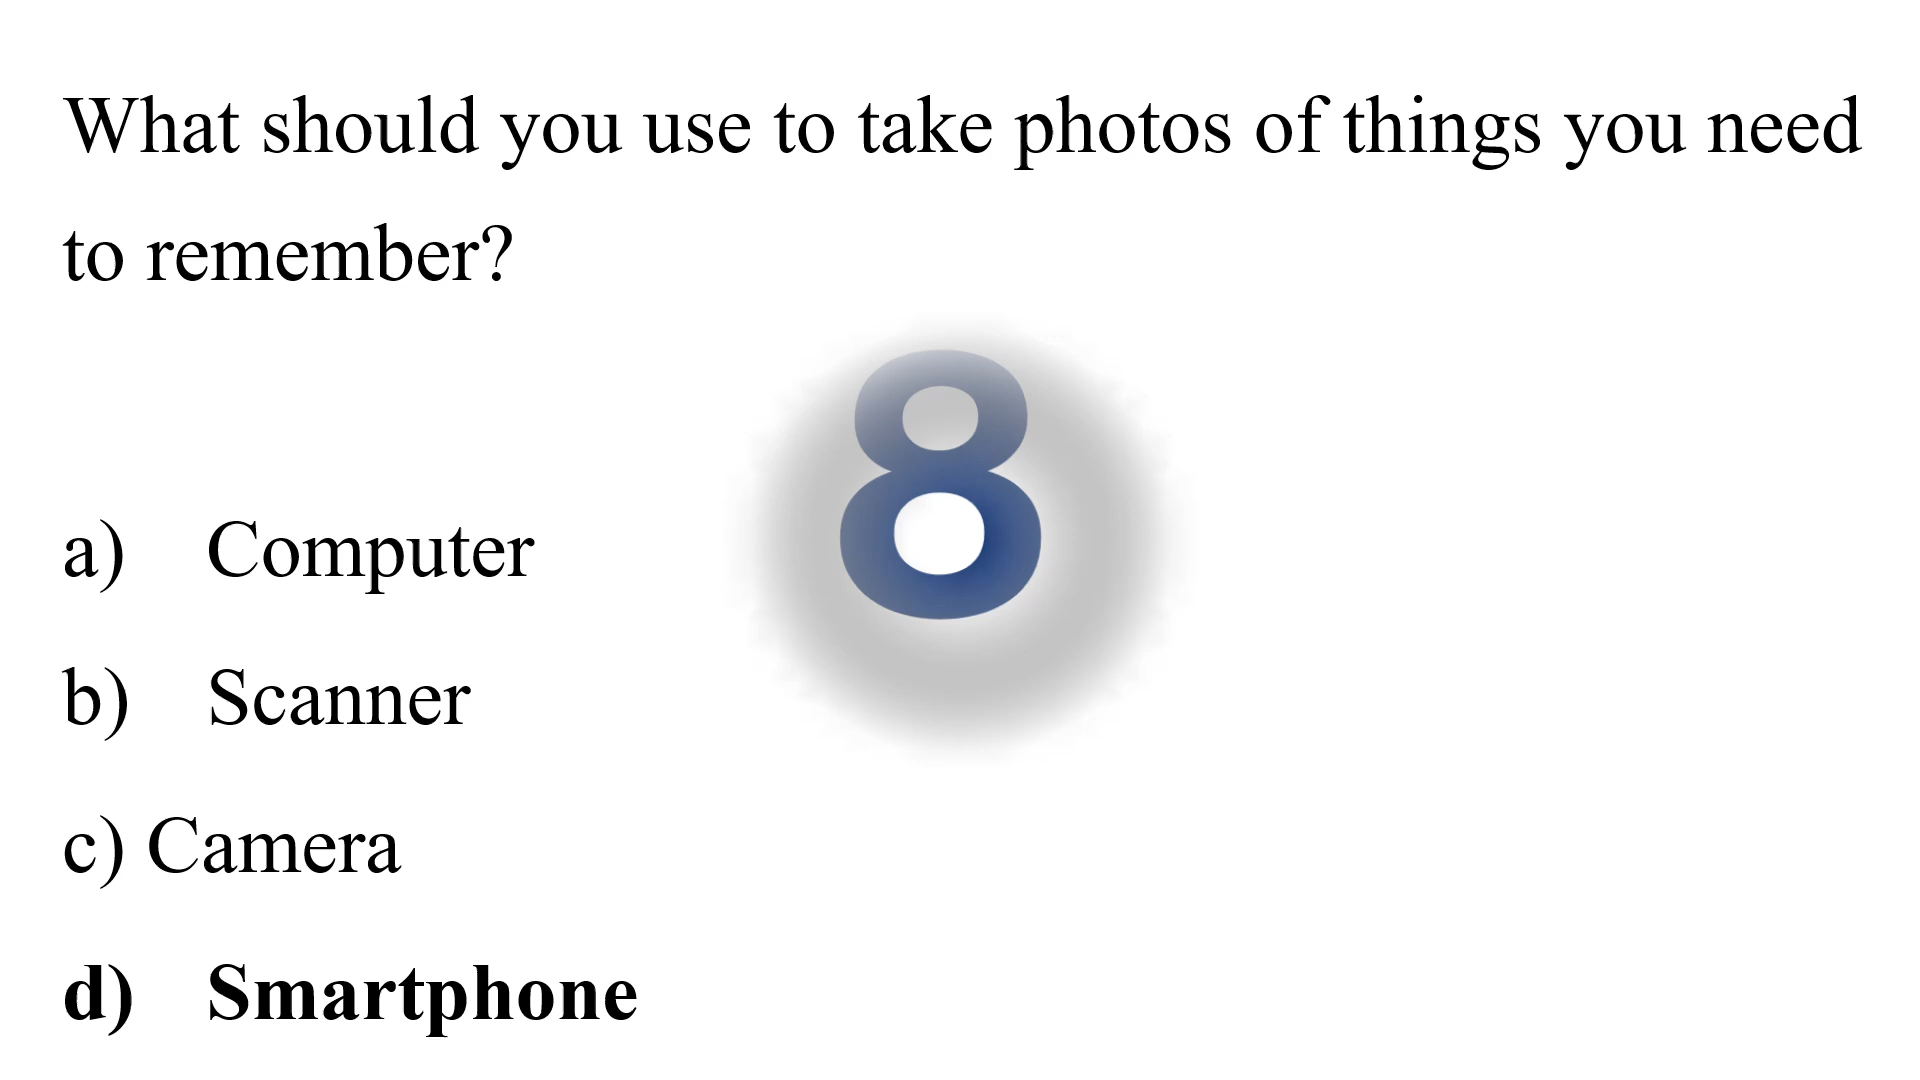 What should you use to take photos of things you need
to remember?
8
a) Computer
b) Scanner
c) Camera
d) Smartphone